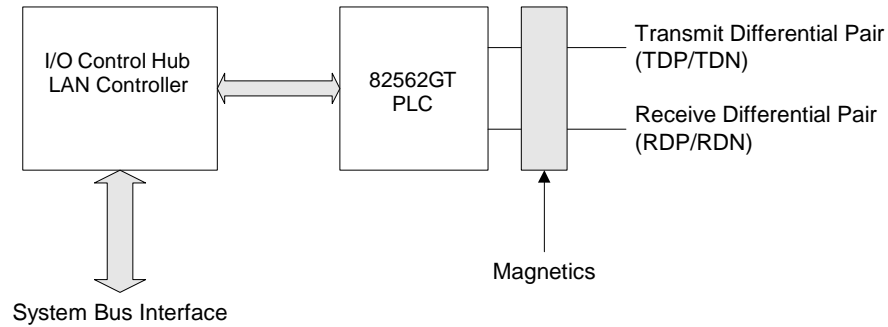 I/O Control Hub
LAN Controller
82562GT
PLC
Transmit Differential Pair
(TDP/TDN)
Receive Differential Pair
(RDP/RDN)
Magnetics
System Bus Interface